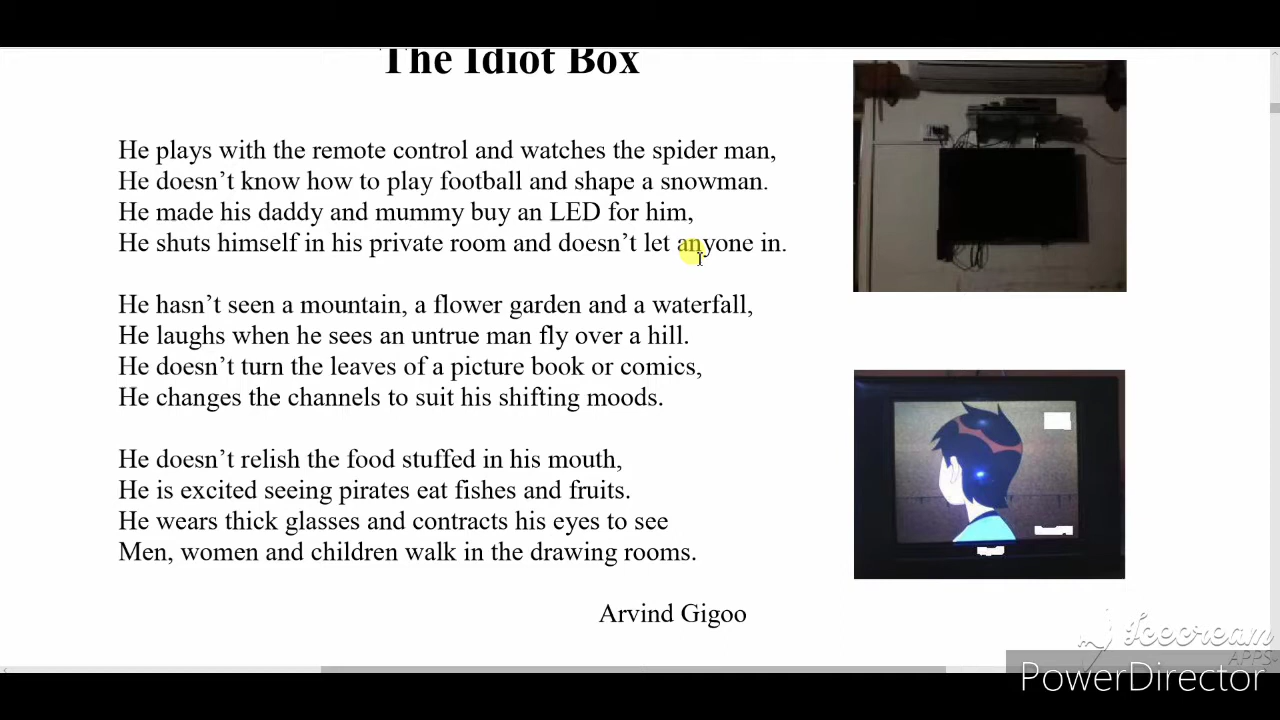 The Idiot Box
He plays with the remote control and watches the spider man,
He doesn't know how to play football and shape a snowman.
He made his daddy and mummy buy an LED for him,
He shuts himself in his private room and doesn't let anyone in.
He hasn't seen a mountain, a flower garden and a waterfall,
He laughs when he sees an untrue man fly over a hill.
He doesn't turn the leaves of a picture book or comics,
He changes the channels to suit his shifting moods.
He doesn't relish the food stuffed in his mouth,
He is excited seeing pirates eat fishes and fruits.
He wears thick glasses and contracts his eyes to see
Men, women and children walk in the drawing rooms.
Arvind Gigoo
Icecream
APPS
PowerDirector